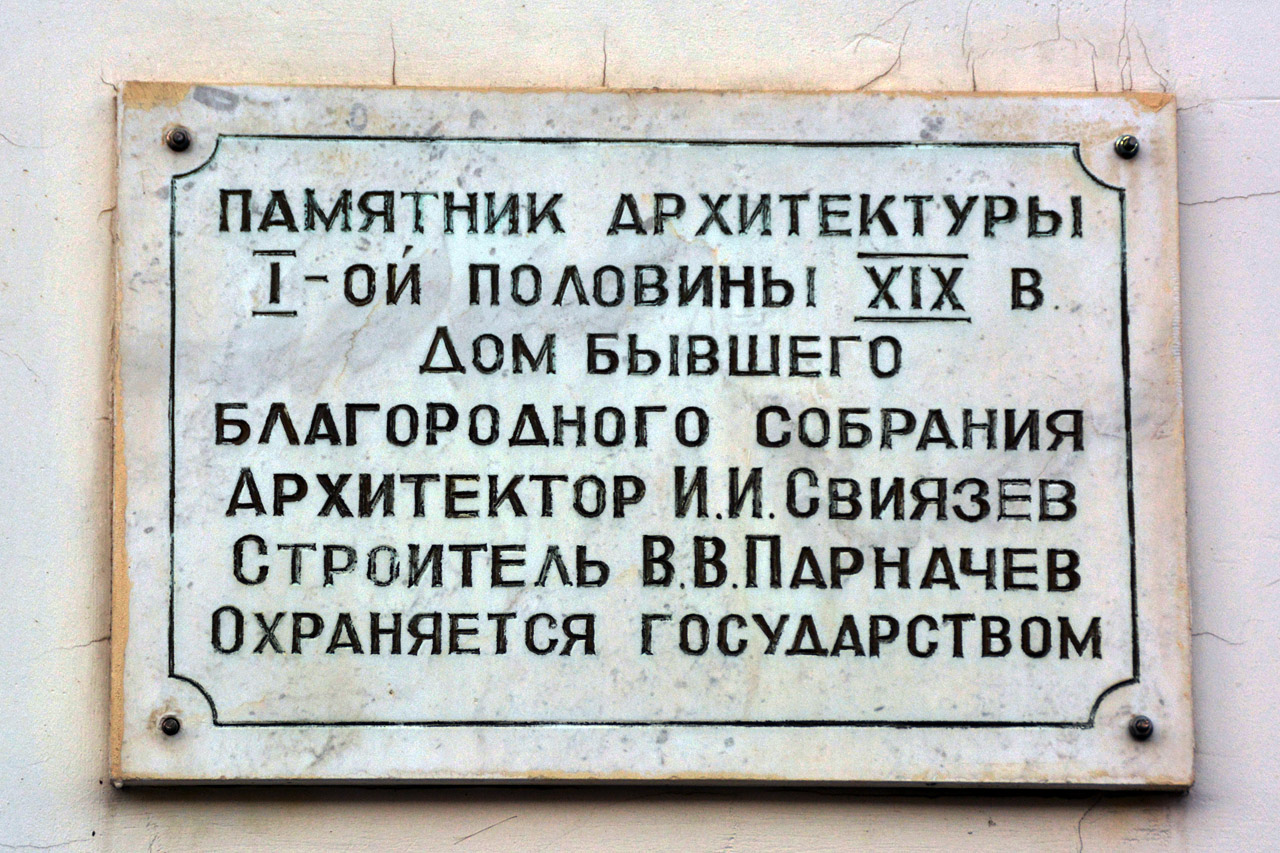 ПАМЯТНИК АРХИТЕКТУРЫ
I-ОЙ ПОЛОВИНЫ XIX В.
ДОМ БЫВШЕГО
БЛАГОРОДНОГО СОБРАНИЯ
АРХИТЕКТОР И.И.СВИЯЗЕВ
СТРОИТЕЛЬ В.В.ПАРНАЧЕВ
ОХРАНЯЕТСЯ ГОСУДАРСТВОМ